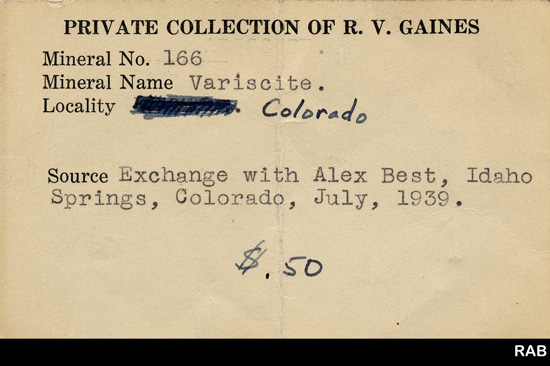 PRIVATE COLLECTION OF R. V. GAINES
Mineral No. 166
Mineral Name Variscite.
Locality . Colorado
Source Exchange with Alex Best, Idaho
Springs, Colorado, July, 1939.
$.50
RAB